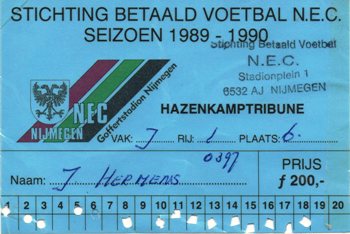 STICHTING BETAALD VOETBAL N.E.C.
SEIZOEN 1989 - 1990
Stichting Betaald Voetbal
N.E.C.
Stadionplein 1
6532 AJ NIJMEGEN
NEC
NIJMEGEN
Goffertstadion Nijmegen
HAZENKAMPTRIBUNE
VAK: J RIJ: 1 PLAATS: 6.
0397
Naam: J HERMENS
PRIJS
ƒ 200,-
1 2 3 4 5 6 7 8 9 10 11 12 13 14 15 16 17 18 19 20